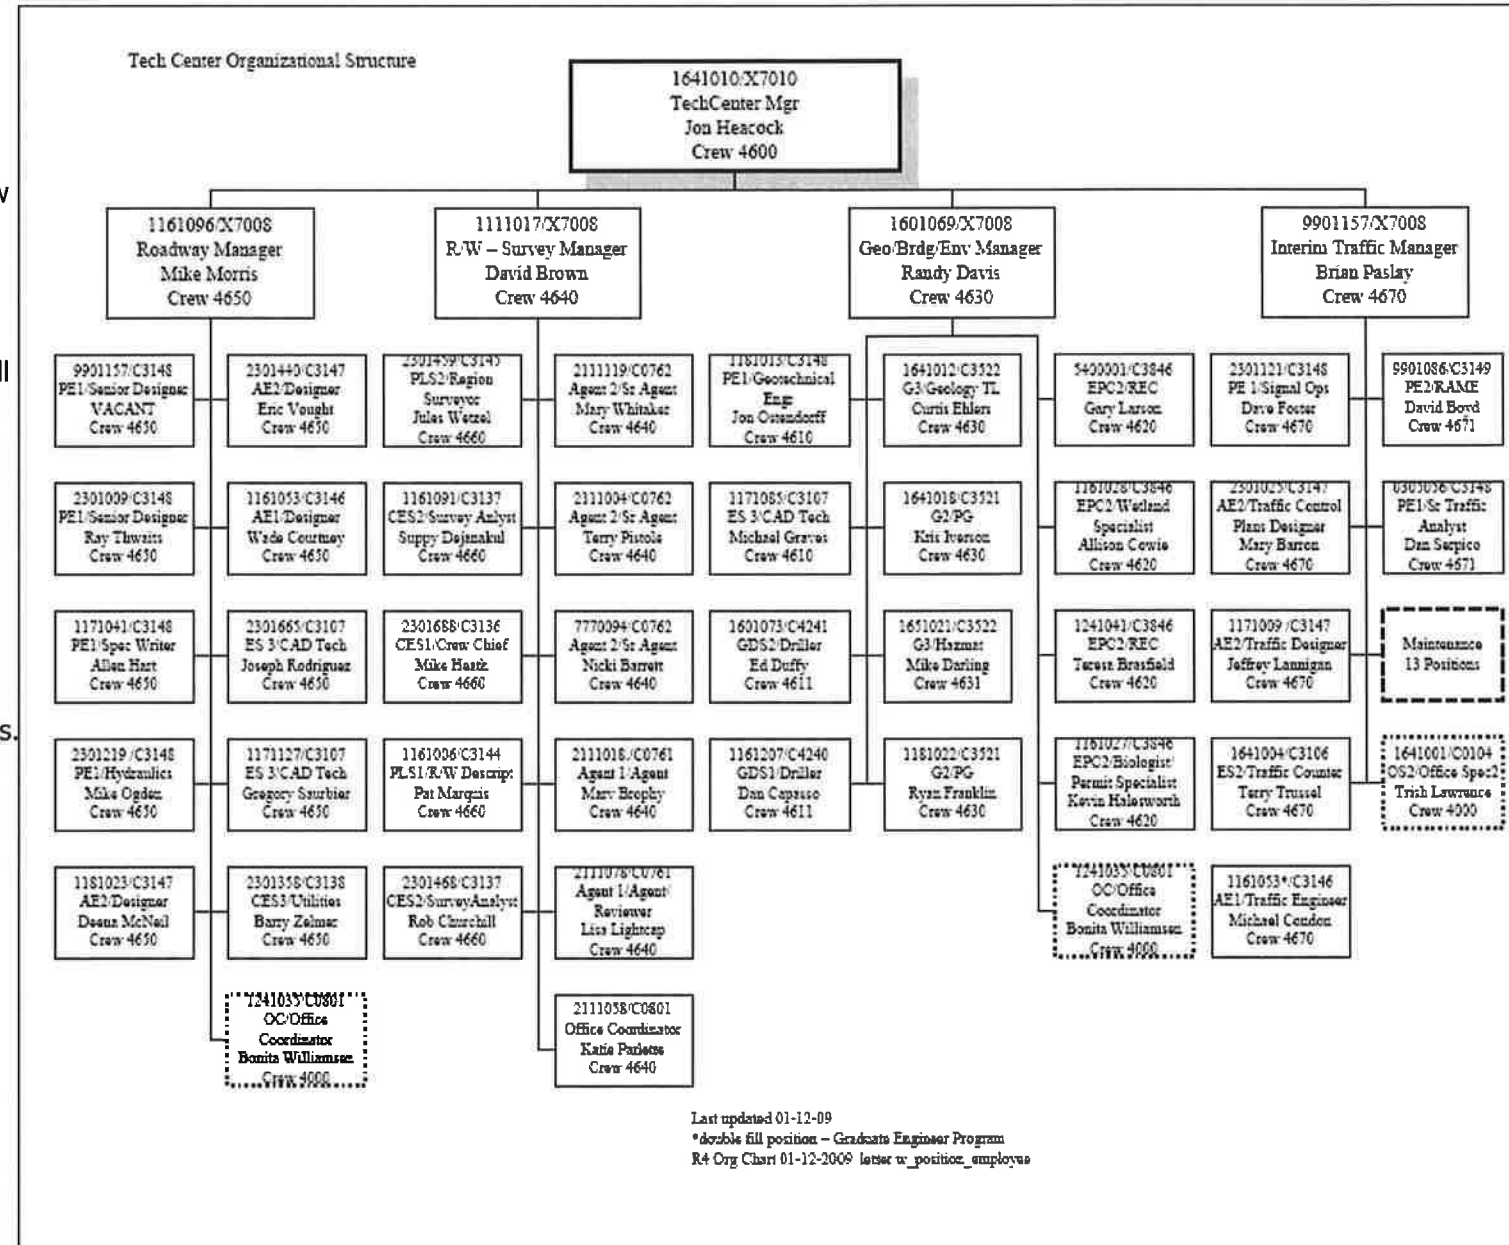 Tech Center Organizational Structure
1641010/X7010
TechCenter Mgr
Jon Heacock
Crew 4600
w
ll
s.
1161096/X7008
Roadway Manager
Mike Morris
Crew 4650
1111017/X7008
R/W – Survey Manager
David Brown
Crew 4640
1601069/X7008
Geo/Brdg/Env Manager
Randy Davis
Crew 4630
9901157/X7008
Interim Traffic Manager
Brian Paslay
Crew 4670
9901157/C3148
PE1/Senior Designer
VACANT
Crew 4650
2301440/C3147
AE2/Designer
Eric Vought
Crew 4650
2301459/C3145
PLS2/Region
Surveyor
Jules Wetzel
Crew 4660
2111119/C0762
Agent 2/Sr Agent
Mary Whitaker
Crew 4640
1181013/C3148
PE1/Geotechnical
Engr
Jon Ostendorff
Crew 4610
1641012/C3522
G3/Geology TL
Curtis Ehlers
Crew 4630
5400001/C3846
EPC2/REC
Gary Larson
Crew 4620
2301121/C3148
PE 1/Signal Ops
Dave Foster
Crew 4670
9901086/C3149
PE2/RAME
David Boyd
Crew 4671
2301009/C3148
PE1/Senior Designer
Ray Thwaits
Crew 4650
1161053/C3146
AE1/Designer
Wade Courtney
Crew 4650
1161091/C3137
CES2/Survey Anlyst
Suppy Dejanakul
Crew 4660
2111004/C0762
Agent 2/Sr Agent
Terry Pistole
Crew 4640
1171085/C3107
ES 3/CAD Tech
Michael Graves
Crew 4610
1641018/C3521
G2/PG
Kris Iverson
Crew 4630
1161028/C3846
EPC2/Wetland
Specialist
Allison Cowie
Crew 4620
2301025/C3147
AE2/Traffic Control
Plans Designer
Mary Barron
Crew 4670
0305056/C3148
PE1/Sr Traffic
Analyst
Dan Serpico
Crew 4671
1171041/C3148
PE1/Spec Writer
Allen Hart
Crew 4650
2301665/C3107
ES 3/CAD Tech
Joseph Rodriguez
Crew 4650
2301688/C3136
CES1/Crew Chief
Mike Heath
Crew 4660
7770094/C0762
Agent 2/Sr Agent
Nicki Barrett
Crew 4640
1601073/C4241
GDS2/Driller
Ed Duffy
Crew 4611
1651021/C3522
G3/Hazmat
Mike Darling
Crew 4631
1241041/C3846
EPC2/REC
Teresa Brasfield
Crew 4620
1171009/C3147
AE2/Traffic Designer
Jeffrey Lannigan
Crew 4670
Maintenance
13 Positions
2301219/C3148
PE1/Hydraulics
Mike Ogden
Crew 4650
1171127/C3107
ES 3/CAD Tech
Gregory Saurbier
Crew 4650
1161006/C3144
PLS1/R/W Descript
Pat Marquis
Crew 4660
2111018/C0761
Agent 1/Agent
Marv Brophy
Crew 4640
1161207/C4240
GDS1/Driller
Dan Capasso
Crew 4611
1181022/C3521
G2/PG
Ryan Franklin
Crew 4630
1161027/C3846
EPC2/Biologist/
Permit Specialist
Kevin Halesworth
Crew 4620
1641004/C3106
ES2/Traffic Counter
Terry Trussel
Crew 4670
1641001/C0104
OS2/Office Spec2
Trish Lawrence
Crew 4000
1181023/C3147
AE2/Designer
Deena McNeil
Crew 4650
2301358/C3138
CES3/Utilities
Barry Zelmer
Crew 4650
2301468/C3137
CES2/SurveyAnalyst
Rob Churchill
Crew 4660
2111078/C0761
Agent 1/Agent/
Reviewer
Lisa Lightcap
Crew 4640
1241035/C0801
OC/Office
Coordinator
Bonita Williamsen
Crew 4000
1161053*/C3146
AE1/Traffic Engineer
Michael Condon
Crew 4670
1241035/C0801
OC/Office
Coordinator
Bonita Williamsen
Crew 4000
2111058/C0801
Office Coordinator
Katie Parlette
Crew 4640
Last updated 01-12-09
*double fill position – Graduate Engineer Program
R4 Org Chart 01-12-2009 letter w_position_employee